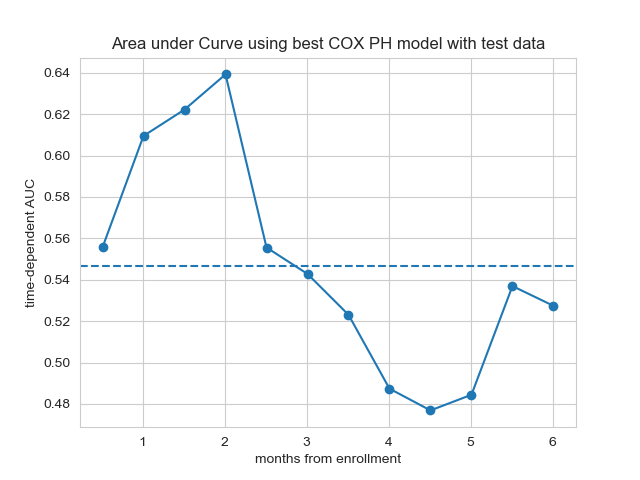 Area under Curve using best COX PH model with test data
time-dependent AUC
0.64
0.62
0.60
0.58
0.56
0.54
0.52
0.50
0.48
1 2 3 4 5 6
months from enrollment